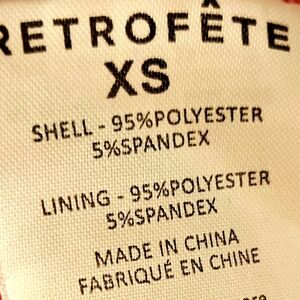 RETROFÊTE
XS
SHELL - 95%POLYESTER
5%SPANDEX
LINING - 95%POLYESTER
5%SPANDEX
MADE IN CHINA
FABRIQUÉ EN CHINE